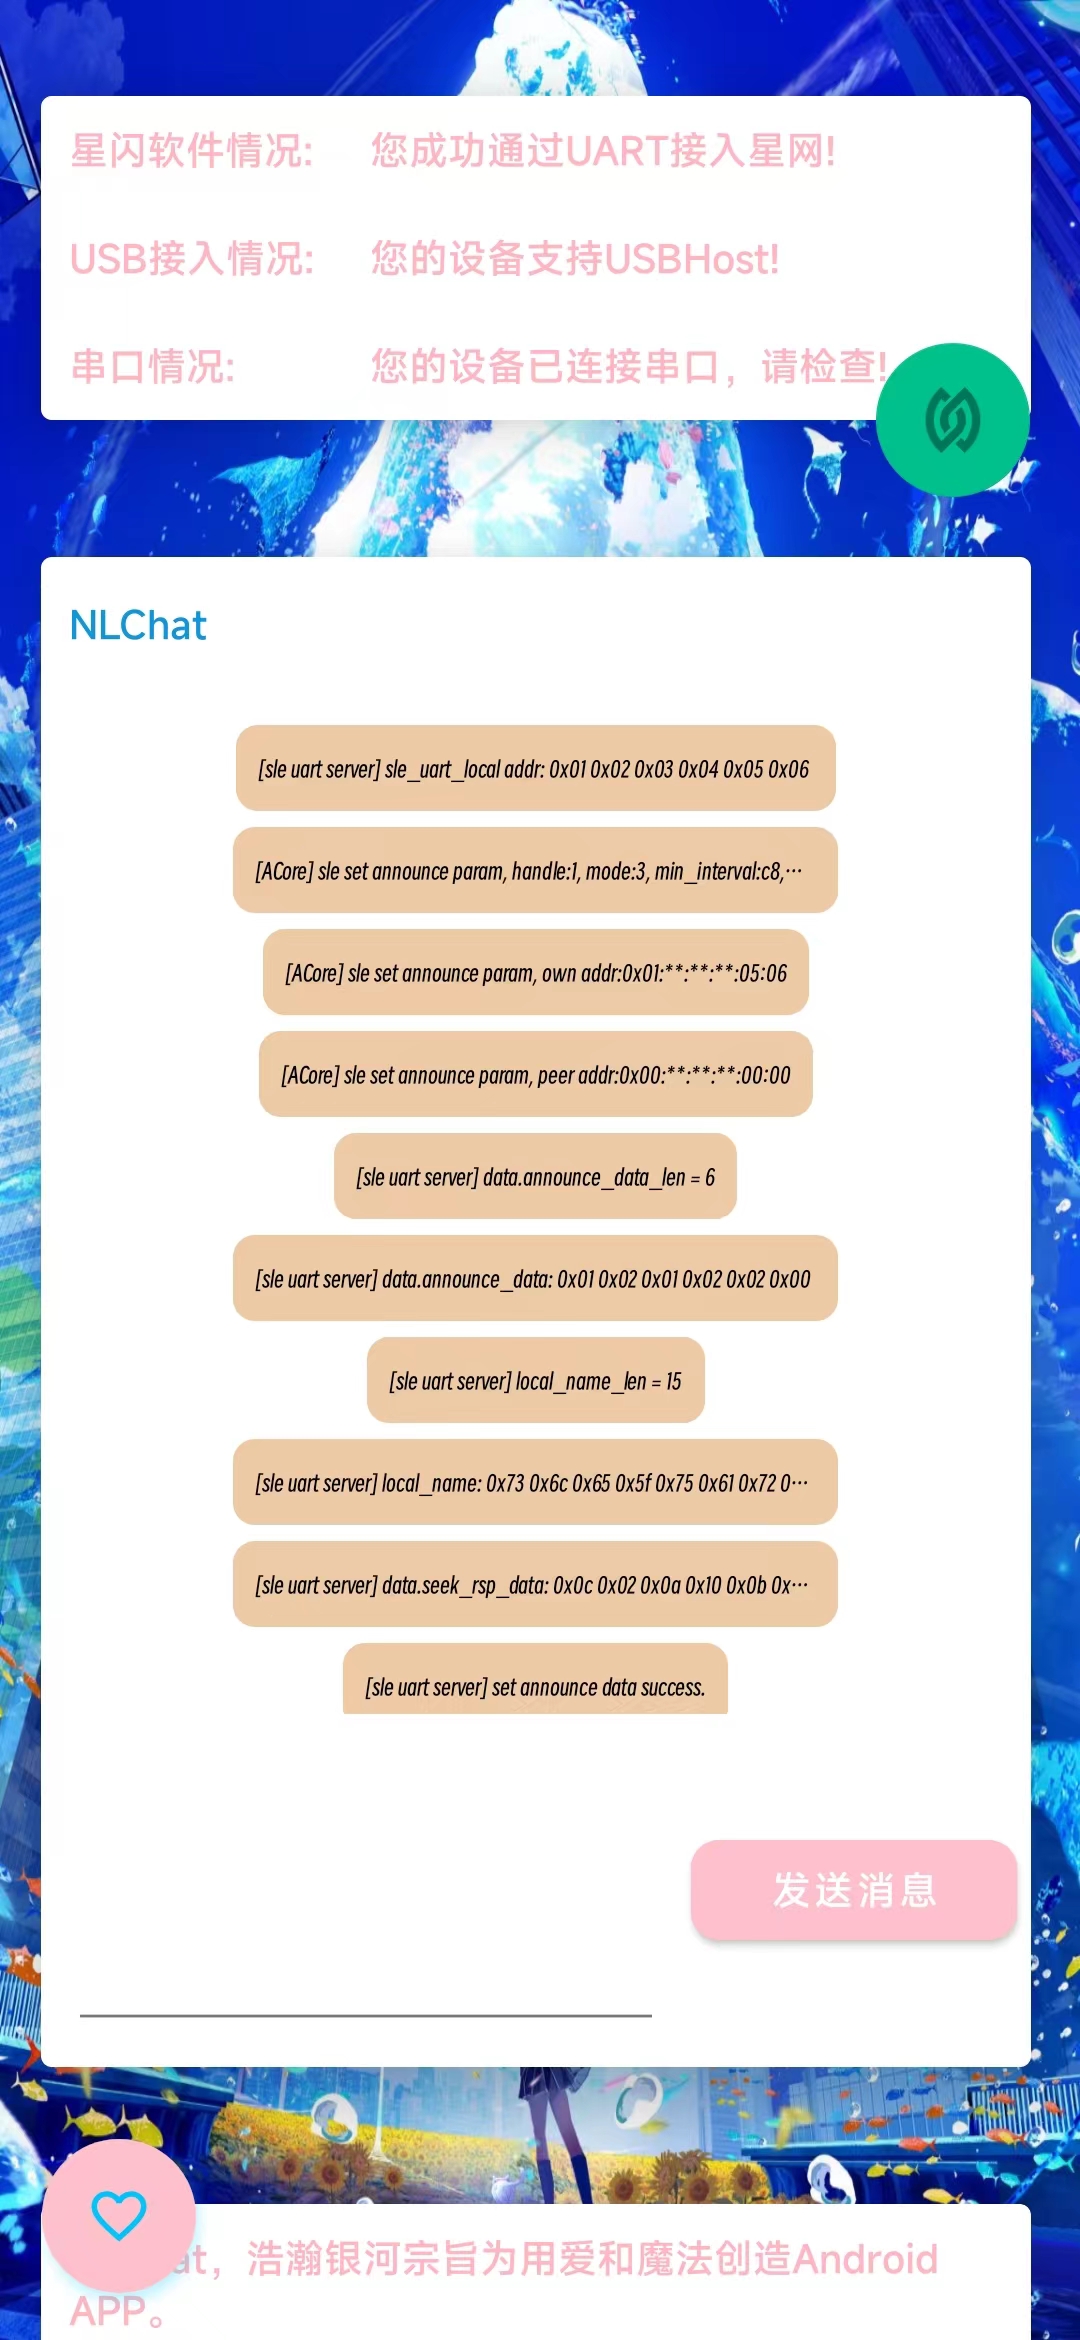 星闪软件情况: 您成功通过UART接入星网!
USB接入情况: 您的设备支持USBHost!
串口情况: 您的设备已连接串口，请检查!
NLChat
[sle uart server] sle_uart_local addr: 0x01 0x02 0x03 0x04 0x05 0x06
[ACore] sle set announce param, handle:1, mode:3, min_interval:c8,…
[ACore] sle set announce param, own addr:0x01:**:**:**:05:06
[ACore] sle set announce param, peer addr:0x00:**:**:**:00:00
[sle uart server] data.announce_data_len = 6
[sle uart server] data.announce_data: 0x01 0x02 0x01 0x02 0x02 0x00
[sle uart server] local_name_len = 15
[sle uart server] local_name: 0x73 0x6c 0x65 0x5f 0x75 0x61 0x72 0…
[sle uart server] data.seek_rsp_data: 0x0c 0x02 0x0a 0x10 0x0b 0x…
[sle uart server] set announce data success.
发送消息
at，浩瀚银河宗旨为用爱和魔法创造Android
APP。